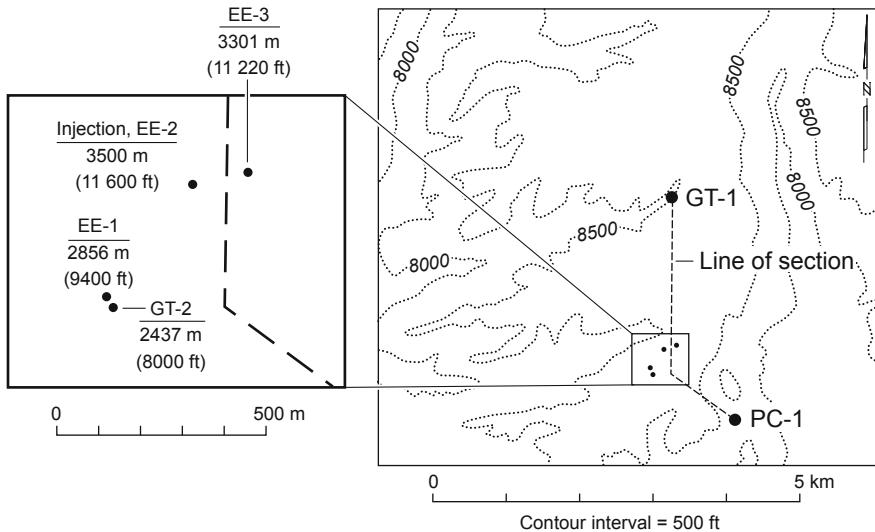 EE-3
3301 m
(11 220 ft)
Injection, EE-2
3500 m
(11 600 ft)
EE-1
2856 m
(9400 ft)
GT-2
2437 m
(8000 ft)
0 500 m
8000
8500
8500
8000
N
GT-1
8500
8000
Line of section
PC-1
0 5 km
Contour interval = 500 ft